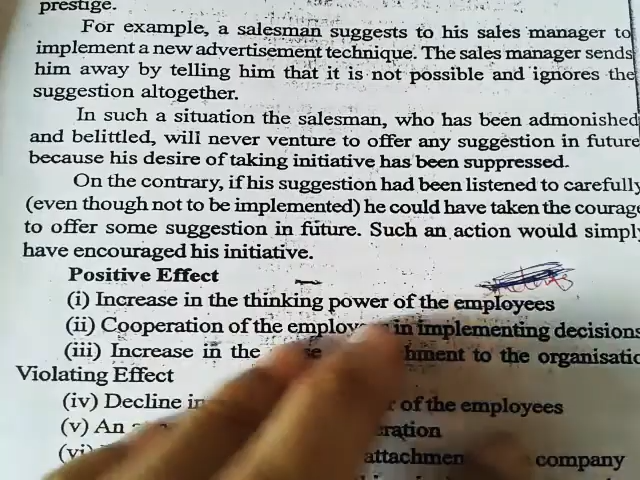 prestige.
For example, a salesman suggests to his sales manager to
implement a new advertisement technique. The sales manager sends
him away by telling him that it is not possible and ignores the
suggestion altogether.
In such a situation the salesman, who has been admonished
and belittled, will never venture to offer any suggestion in future
because his desire of taking initiative has been suppressed.
On the contrary, if his suggestion had been listened to carefully
(even though not to be implemented) he could have taken the courage
to offer some suggestion in future. Such an action would simply
have encouraged his initiative.
Positive Effect
(i) Increase in the thinking power of the employees
(ii) Cooperation of the in implementing decisions
(iii) Increase in the to the
Violating Effect
(iv) Decline of the employees
(v) An
company